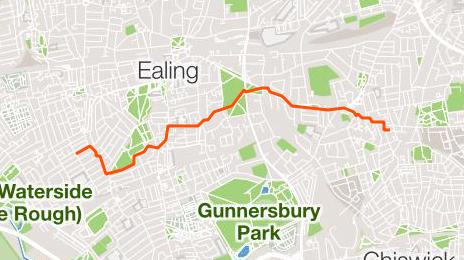 Ealing
Waterside
e Rough)
Gunnersbury
Park
Chiswick